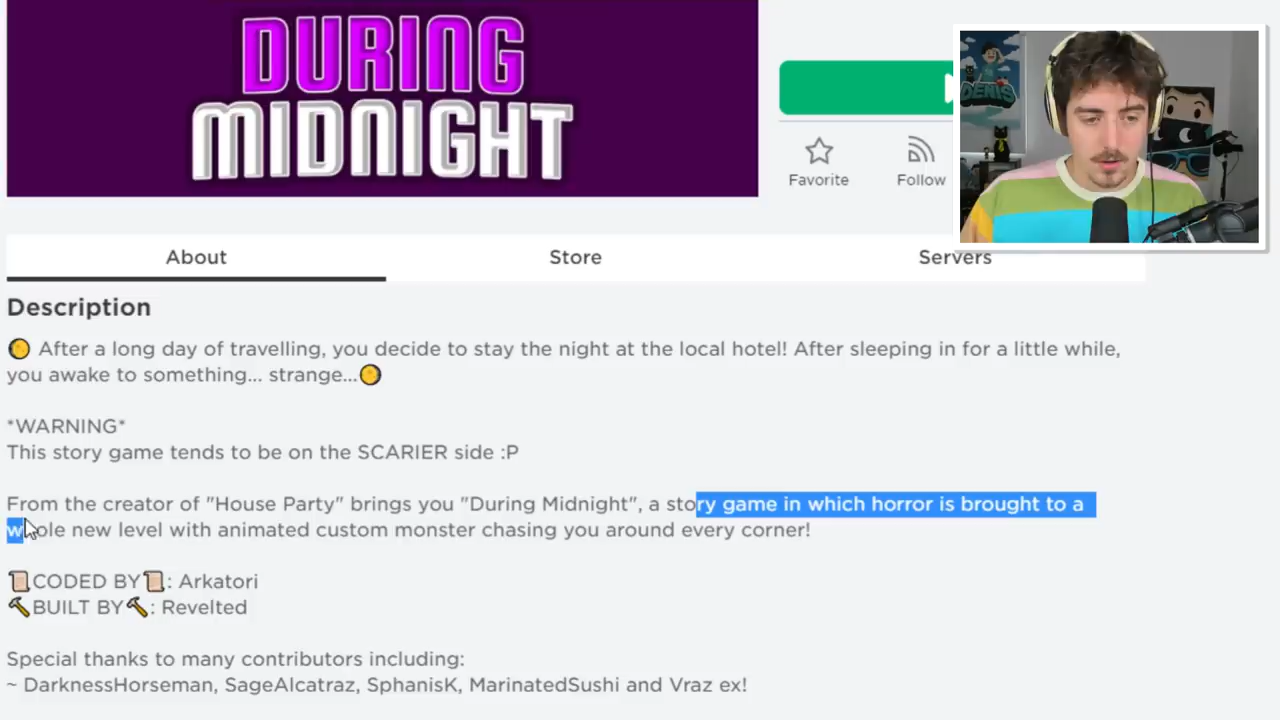 DURING
MIDNIGHT
Favorite
Follow
DENIS
About
Store
Servers
Description
After a long day of travelling, you decide to stay the night at the local hotel! After sleeping in for a little while,
you awake to something... strange...
*WARNING*
This story game tends to be on the SCARIER side :P
From the creator of "House Party" brings you "During Midnight", a story game in which horror is brought to a
whole new level with animated custom monster chasing you around every corner!
📜CODED BY📜: Arkatori
🔨BUILT BY🔨: Revelted
Special thanks to many contributors including:
~ DarknessHorseman, SageAlcatraz, SphanisK, MarinatedSushi and Vraz ex!